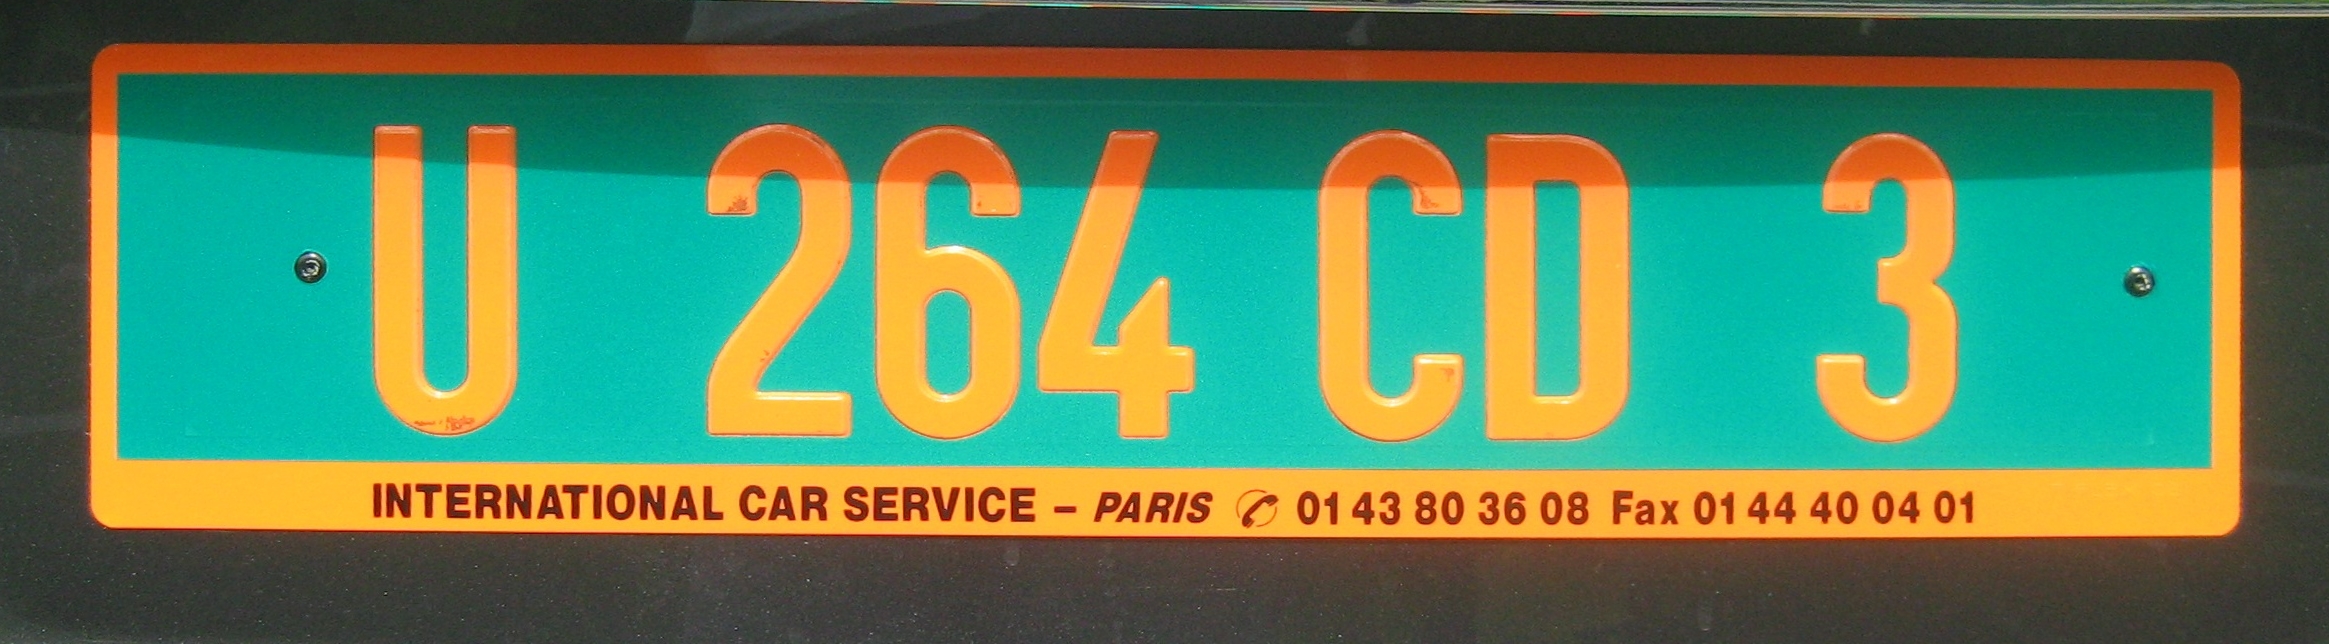 U 264 CD 3
INTERNATIONAL CAR SERVICE – PARIS ✆ 01 43 80 36 08 Fax 01 44 40 04 01